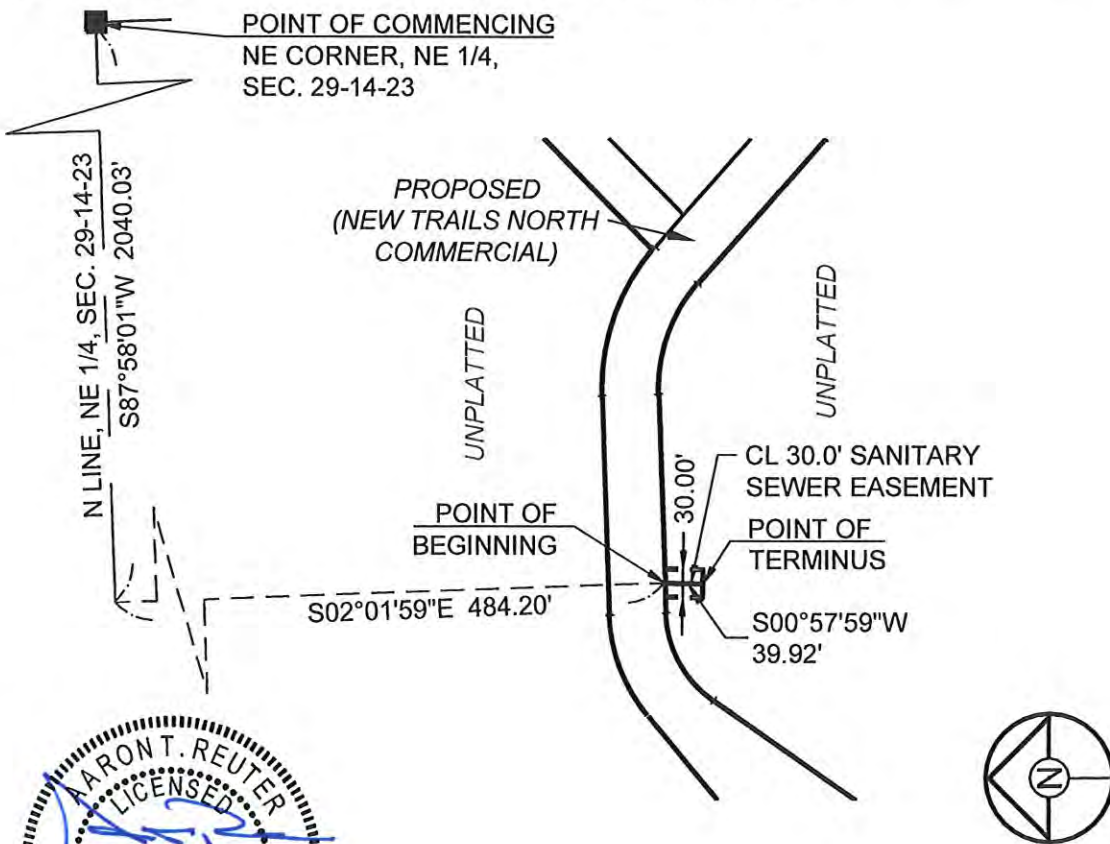 POINT OF COMMENCING
NE CORNER, NE 1/4,
SEC. 29-14-23
N LINE, NE 1/4, SEC. 29-14-23
S87°58'01"W 2040.03'
PROPOSED
(NEW TRAILS NORTH
COMMERCIAL)
UNPLATTED
UNPLATTED
30.00'
CL 30.0' SANITARY
SEWER EASEMENT
POINT OF
BEGINNING
POINT OF
TERMINUS
S02°01'59"E 484.20'
S00°57'59"W
39.92'
AARON T. REUTER
LICENSED
N